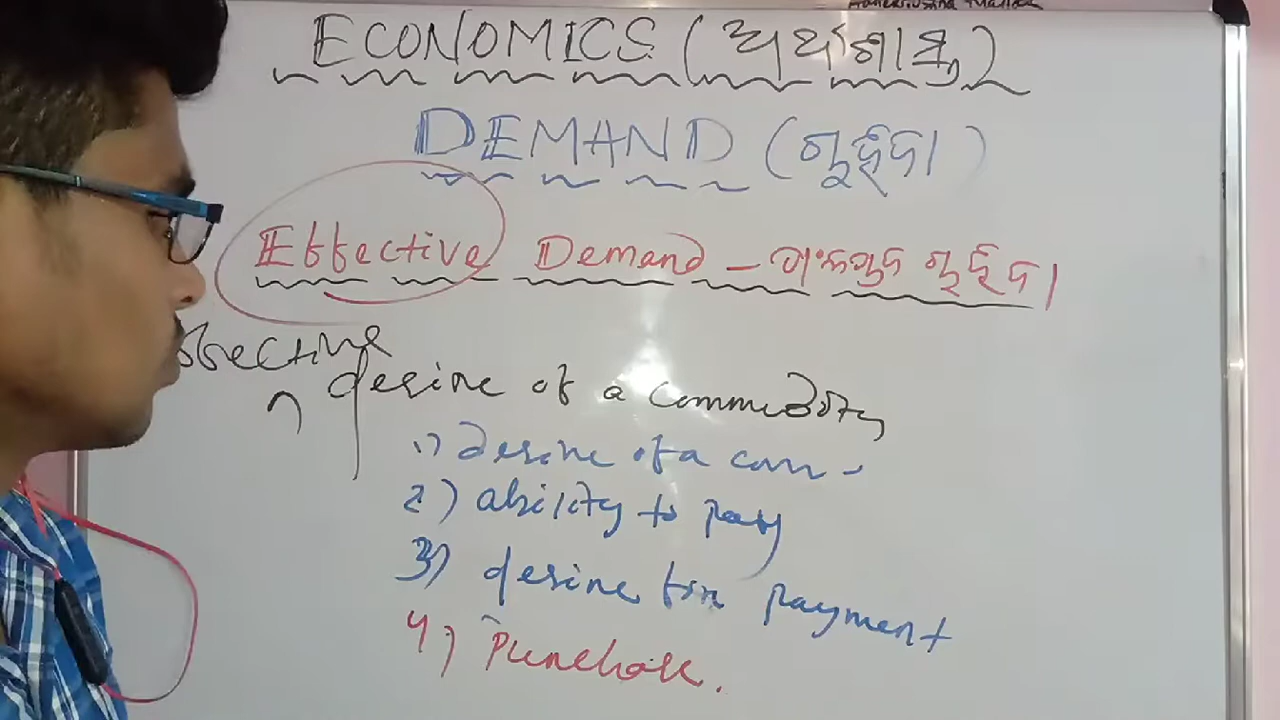 ECONOMICS (ଅର୍ଥଶାସ୍ତ୍ର)
DEMAND (ଚାହିଦା)
Effective Demand -
desire of a commodity
1) desire of a com -
2) ability to pay
3) desire for payment
4) Purchase.